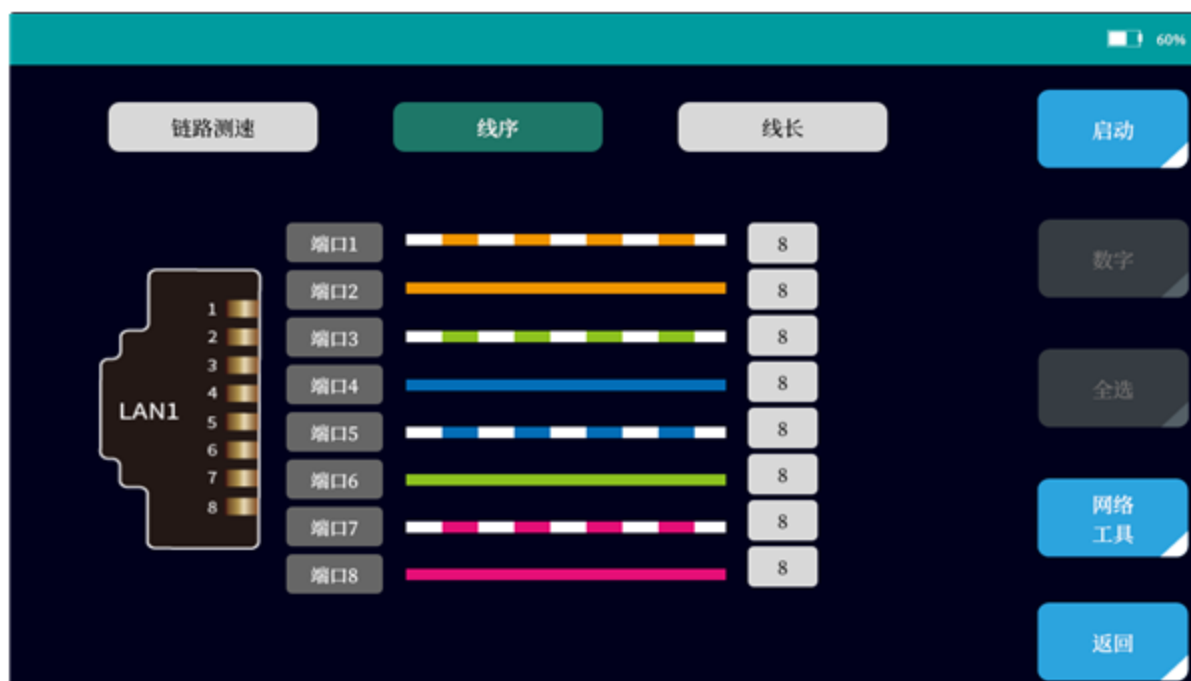 60%
链路测速
线序
线长
启动
数字
全选
网络
工具
返回
LAN1
1
2
3
4
5
6
7
8
端口1
8
端口2
8
端口3
8
端口4
8
端口5
8
端口6
8
端口7
8
端口8
8